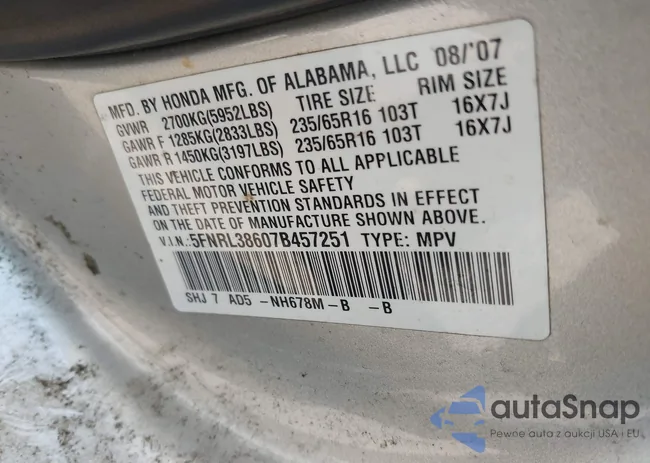 MFD. BY HONDA MFG. OF ALABAMA, LLC 08/'07
GVWR 2700KG(5952LBS) TIRE SIZE RIM SIZE
GAWR F 1285KG(2833LBS) 235/65R16 103T 16X7J
GAWR R 1450KG(3197LBS) 235/65R16 103T 16X7J
THIS VEHICLE CONFORMS TO ALL APPLICABLE
FEDERAL MOTOR VEHICLE SAFETY
AND THEFT PREVENTION STANDARDS IN EFFECT
ON THE DATE OF MANUFACTURE SHOWN ABOVE.
V.I.N.: 5FNRL38607B457251 TYPE: MPV
SHJ 7 AD5 -NH678M-B -B
autaSnap
Pewne auta z aukcji USA i EU